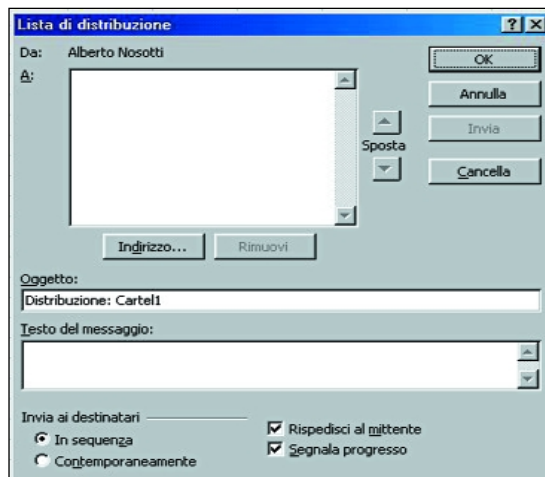 Lista di distribuzione
Da: Alberto Nosotti
A:
OK
Annulla
Invia
Cancella
Sposta
Indirizzo... Rimuovi
Oggetto:
Distribuzione: Cartel1
Testo del messaggio:
Invia ai destinatari
In sequenza
Contemporaneamente
Rispedisci al mittente
Segnala progresso